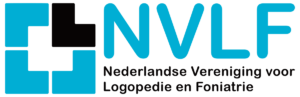 NVLF
Nederlandse Vereniging voor
Logopedie en Foniatrie